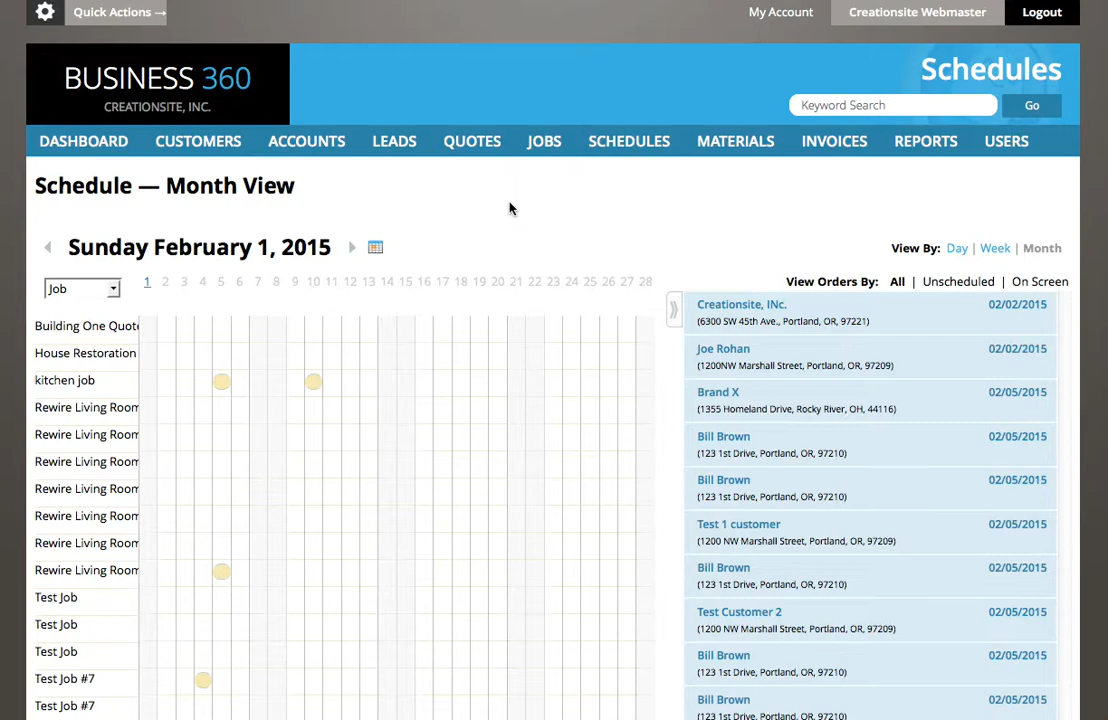 Quick Actions →
My Account
Creationsite Webmaster
Logout
BUSINESS 360
CREATIONSITE, INC.
Schedules
Keyword Search
Go
DASHBOARD CUSTOMERS ACCOUNTS LEADS QUOTES JOBS SCHEDULES MATERIALS INVOICES REPORTS USERS
Schedule — Month View
Sunday February 1, 2015
View By: Day | Week | Month
Job
1 2 3 4 5 6 7 8 9 10 11 12 13 14 15 16 17 18 19 20 21 22 23 24 25 26 27 28
View Orders By: All | Unscheduled | On Screen
Building One Quote
House Restoration
kitchen job
Rewire Living Room
Rewire Living Room
Rewire Living Room
Rewire Living Room
Rewire Living Room
Rewire Living Room
Rewire Living Room
Test Job
Test Job
Test Job
Test Job #7
Test Job #7
Creationsite, INc. 02/02/2015
(6300 SW 45th Ave., Portland, OR, 97221)
Joe Rohan 02/02/2015
(1200NW Marshall Street, Portland, OR, 97209)
Brand X 02/05/2015
(1355 Homeland Drive, Rocky River, OH, 44116)
Bill Brown 02/05/2015
(123 1st Drive, Portland, OR, 97210)
Bill Brown 02/05/2015
(123 1st Drive, Portland, OR, 97210)
Test 1 customer 02/05/2015
(1200 NW Marshall Street, Portland, OR, 97209)
Bill Brown 02/05/2015
(123 1st Drive, Portland, OR, 97210)
Test Customer 2 02/05/2015
(1200 NW Marshall Street, Portland, OR, 97209)
Bill Brown 02/05/2015
(123 1st Drive, Portland, OR, 97210)
Bill Brown 02/05/2015
(123 1st Drive, Portland, OR, 97210)